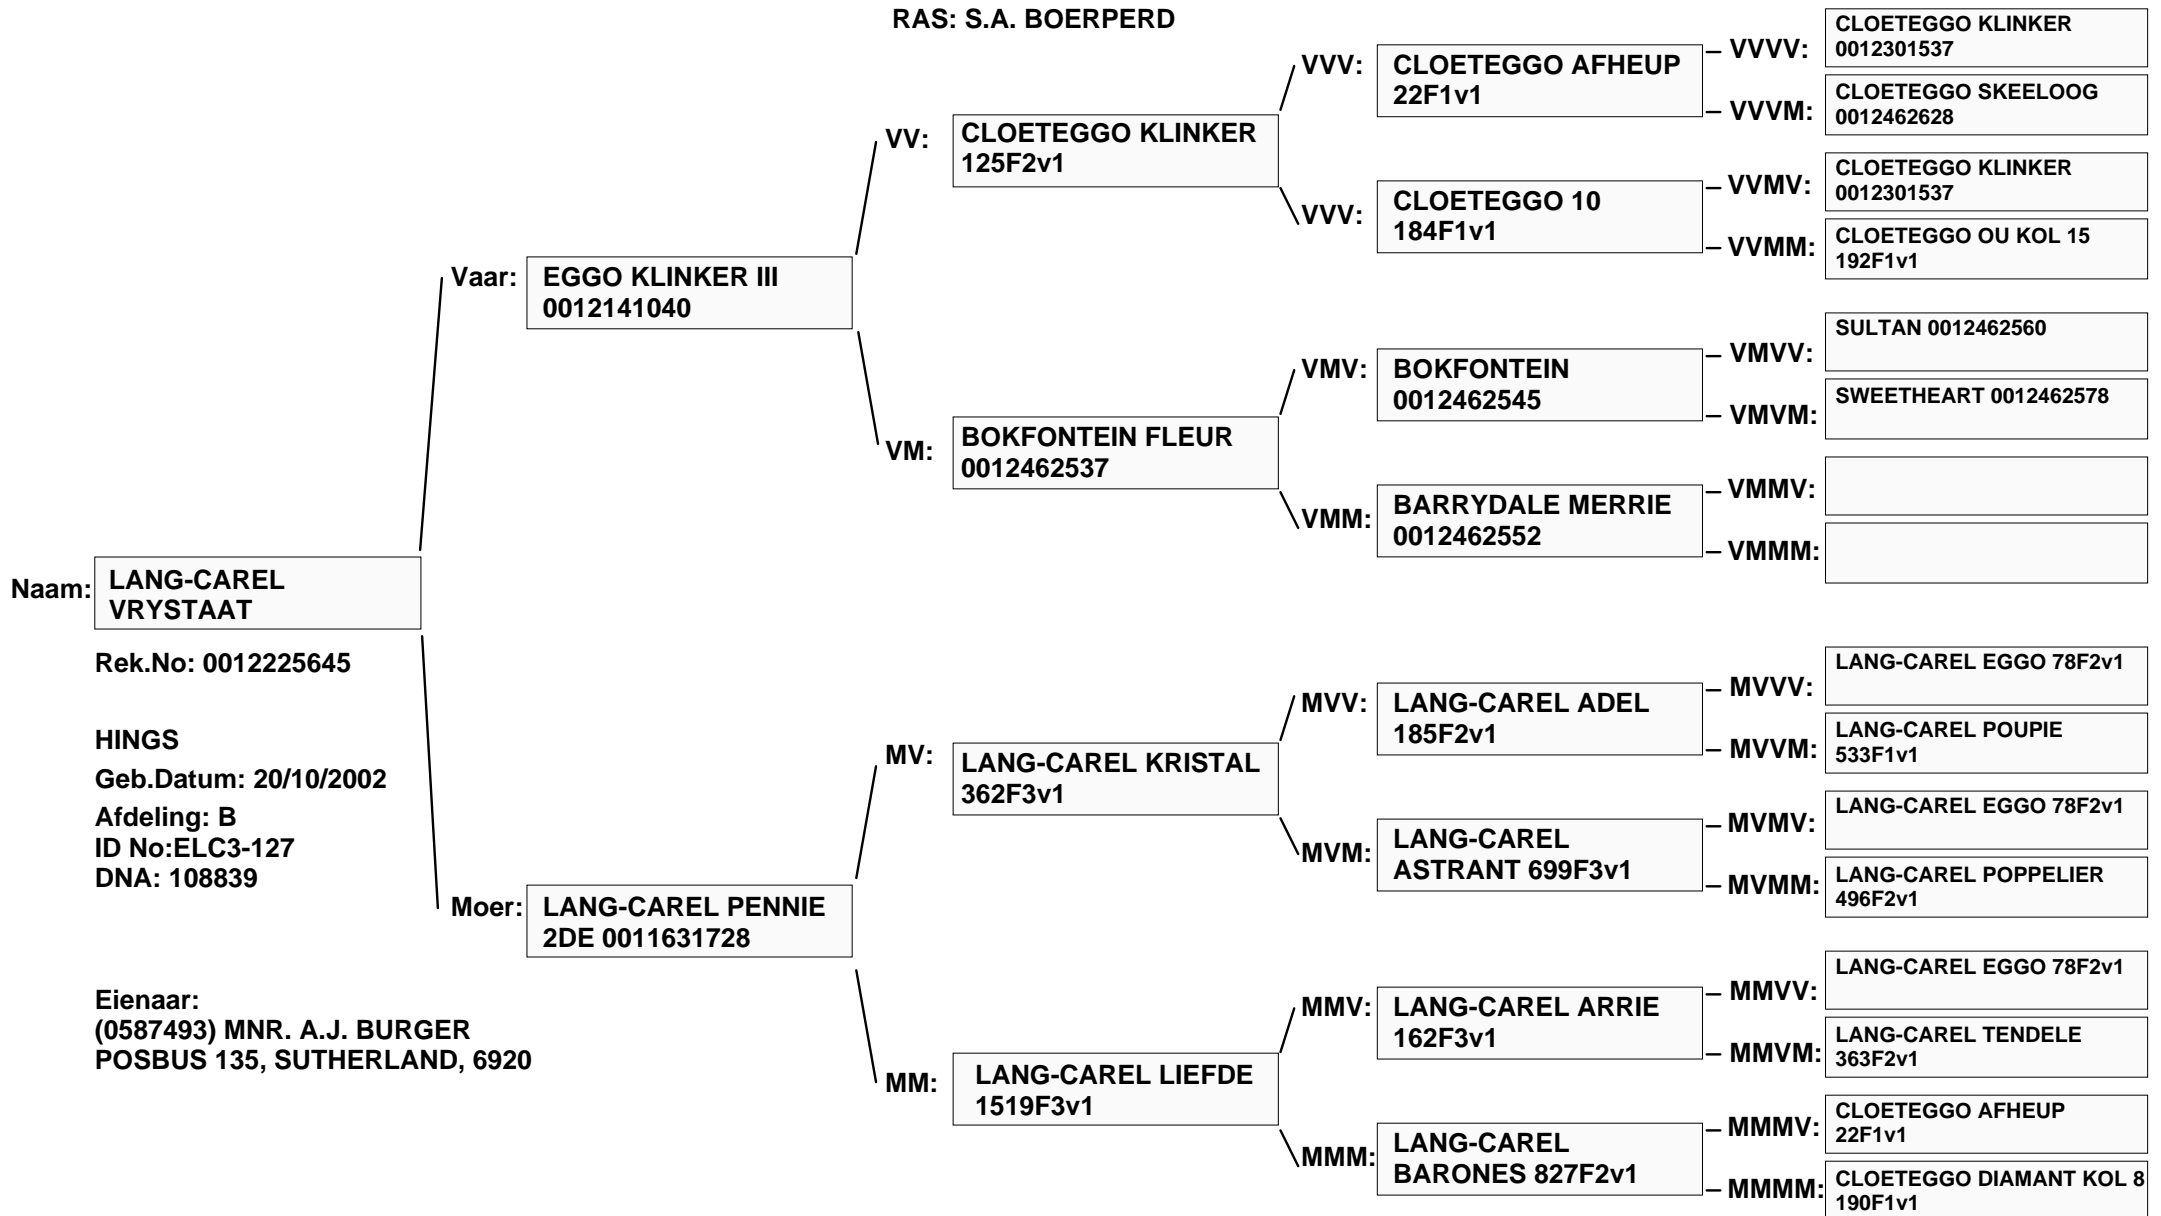 RAS: S.A. BOERPERD
Naam:
LANG-CAREL
VRYSTAAT
Rek.No: 0012225645
HINGS
Geb.Datum: 20/10/2002
Afdeling: B
ID No:ELC3-127
DNA: 108839
Eienaar:
(0587493) MNR. A.J. BURGER
POSBUS 135, SUTHERLAND, 6920
Vaar:
EGGO KLINKER III
0012141040
Moer:
LANG-CAREL PENNIE
2DE 0011631728
VV:
CLOETEGGO KLINKER
125F2v1
VM:
BOKFONTEIN FLEUR
0012462537
MV:
LANG-CAREL KRISTAL
362F3v1
MM:
LANG-CAREL LIEFDE
1519F3v1
VVV:
CLOETEGGO AFHEUP
22F1v1
VVV:
CLOETEGGO 10
184F1v1
VMV:
BOKFONTEIN
0012462545
VMM:
BARRYDALE MERRIE
0012462552
MVV:
LANG-CAREL ADEL
185F2v1
MVM:
LANG-CAREL
ASTRANT 699F3v1
MMV:
LANG-CAREL ARRIE
162F3v1
MMM:
LANG-CAREL
BARONES 827F2v1
VVVV:
CLOETEGGO KLINKER
0012301537
VVVM:
CLOETEGGO SKEELOOG
0012462628
VVMV:
CLOETEGGO KLINKER
0012301537
VVMM:
CLOETEGGO OU KOL 15
192F1v1
VMVV:
SULTAN 0012462560
VMVM:
SWEETHEART 0012462578
VMMV:
VMMM:
MVVV:
LANG-CAREL EGGO 78F2v1
MVVM:
LANG-CAREL POUPIE
533F1v1
MVMV:
LANG-CAREL EGGO 78F2v1
MVMM:
LANG-CAREL POPPELIER
496F2v1
MMVV:
LANG-CAREL EGGO 78F2v1
MMVM:
LANG-CAREL TENDELE
363F2v1
MMMV:
CLOETEGGO AFHEUP
22F1v1
MMMM:
CLOETEGGO DIAMANT KOL 8
190F1v1